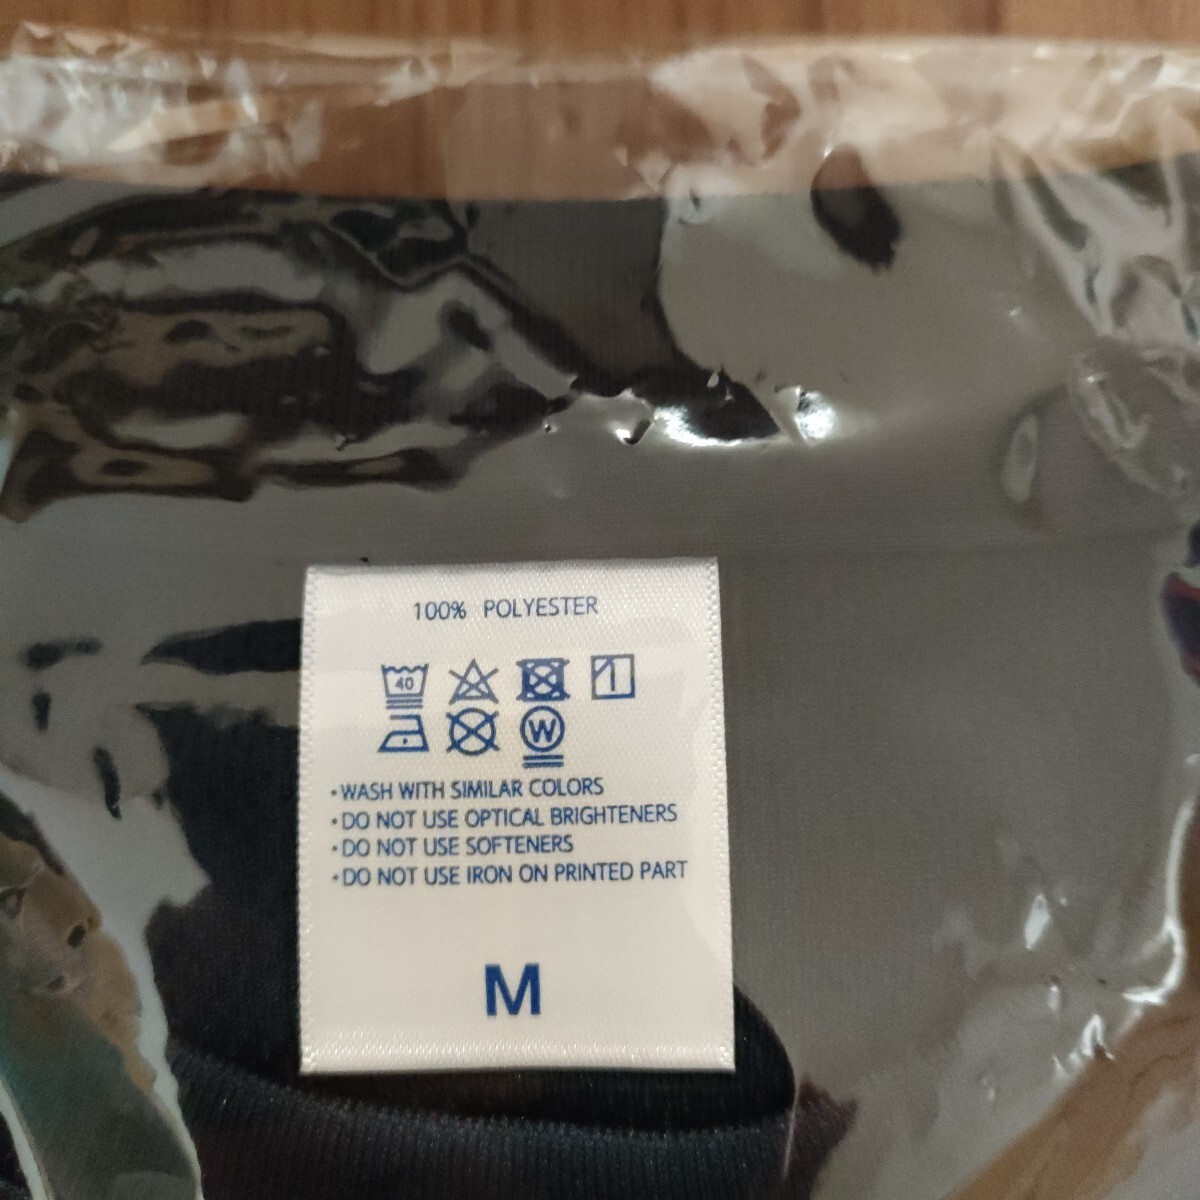 100% POLYESTER
40
W
•WASH WITH SIMILAR COLORS
•DO NOT USE OPTICAL BRIGHTENERS
•DO NOT USE SOFTENERS
•DO NOT USE IRON ON PRINTED PART
M